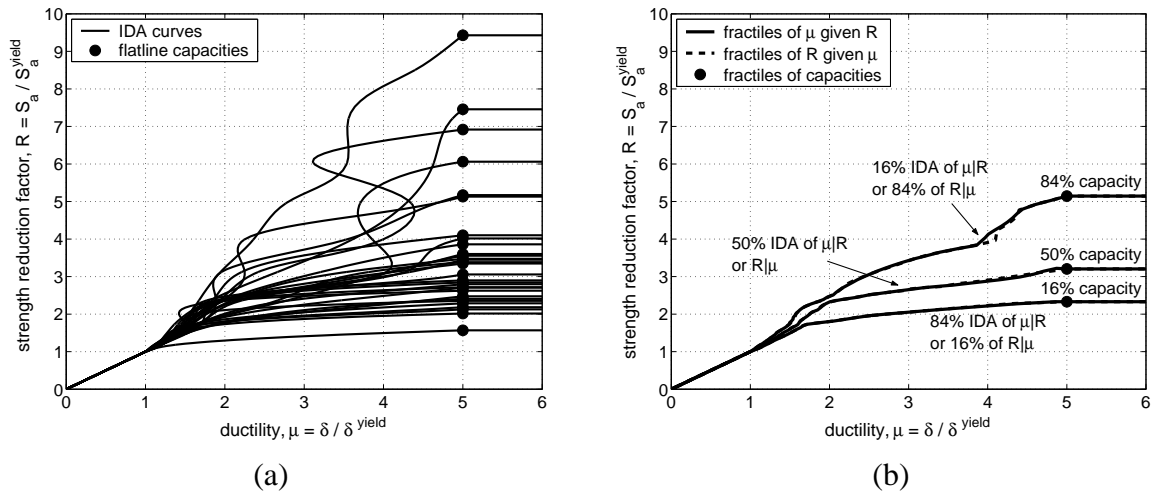 10
9
8
7
6
5
4
3
2
1
0
strength reduction factor, R = S_a / S_a^yield
IDA curves
flatline capacities
0 1 2 3 4 5 6
ductility, μ = δ / δ^yield
(a)
10
9
8
7
6
5
4
3
2
1
0
strength reduction factor, R = S_a / S_a^yield
fractiles of μ given R
fractiles of R given μ
fractiles of capacities
16% IDA of μ|R
or 84% of R|μ
84% capacity
50% IDA of μ|R
or R|μ
50% capacity
16% capacity
84% IDA of μ|R
or 16% of R|μ
0 1 2 3 4 5 6
ductility, μ = δ / δ^yield
(b)